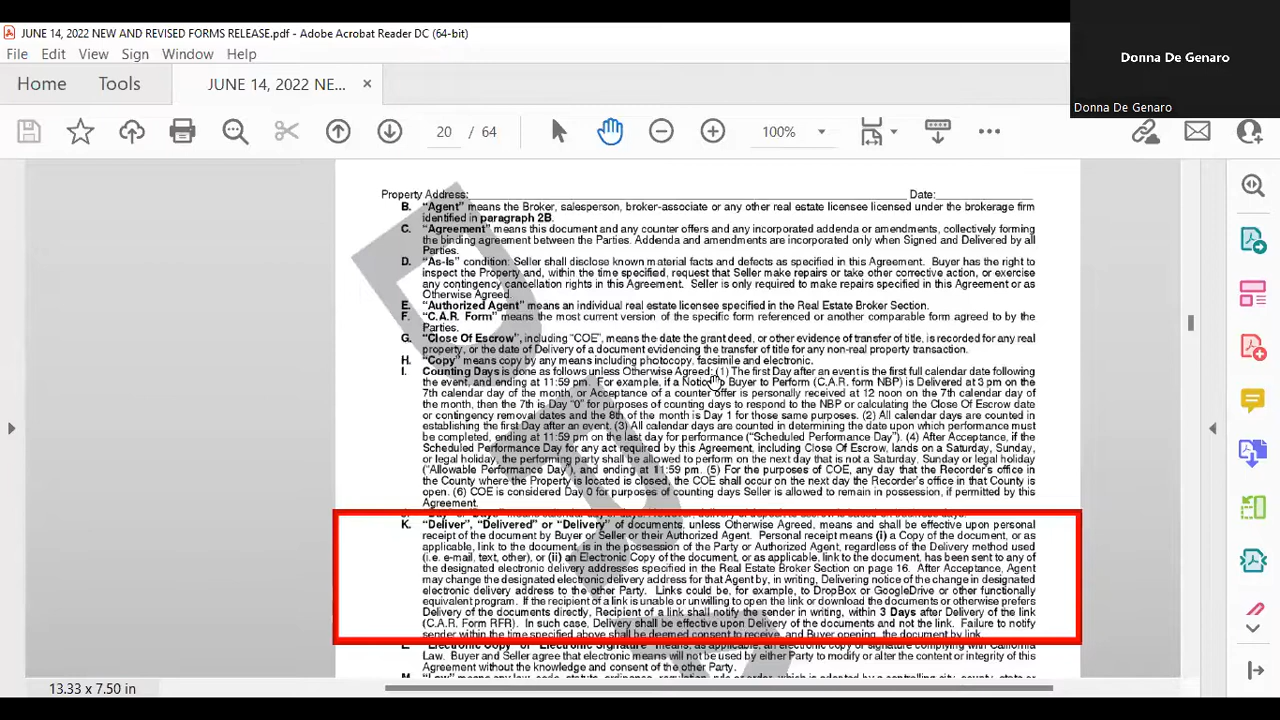 JUNE 14, 2022 NEW AND REVISED FORMS RELEASE.pdf - Adobe Acrobat Reader DC (64-bit)
File Edit View Sign Window Help
Home Tools JUNE 14, 2022 NE... ×
Donna De Genaro
Donna De Genaro
20 / 64 100%
Property Address: Date:
B. “Agent” means the Broker, salesperson, broker-associate or any other real estate licensee licensed under the brokerage firm
identified in paragraph 2B.
C. “Agreement” means this document and any counter offers and any incorporated addenda or amendments, collectively forming
the binding agreement between the Parties. Addenda and amendments are incorporated only when Signed and Delivered by all
Parties.
D. “As-Is” condition: Seller shall disclose known material facts and defects as specified in this Agreement. Buyer has the right to
inspect the Property and, within the time specified, request that Seller make repairs or take other corrective action, or exercise
any contingency cancellation rights in this Agreement. Seller is only required to make repairs specified in this Agreement or as
Otherwise Agreed.
E. “Authorized Agent” means an individual real estate licensee specified in the Real Estate Broker Section.
F. “C.A.R. Form” means the most current version of the specific form referenced or another comparable form agreed to by the
Parties.
G. “Close Of Escrow”, including “COE”, means the date the grant deed, or other evidence of transfer of title, is recorded for any real
property, or the date of Delivery of a document evidencing the transfer of title for any non-real property transaction.
H. “Copy” means copy by any means including photocopy, facsimile and electronic.
I. Counting Days is done as follows unless Otherwise Agreed: (1) The first Day after an event is the first full calendar date following
the event, and ending at 11:59 pm. For example, if a Notice to Buyer to Perform (C.A.R. form NBP) is Delivered at 3 pm on the
7th calendar day of the month, or Acceptance of a counter offer is personally received at 12 noon on the 7th calendar day of
the month, then the 7th is Day “0” for purposes of counting days to respond to the NBP or calculating the Close Of Escrow date
or contingency removal dates and the 8th of the month is Day 1 for those same purposes. (2) All calendar days are counted in
establishing the first Day after an event. (3) All calendar days are counted in determining the date upon which performance must
be completed, ending at 11:59 pm on the last day for performance (“Scheduled Performance Day”). (4) After Acceptance, if the
Scheduled Performance Day for any act required by this Agreement, including Close Of Escrow, lands on a Saturday, Sunday,
or legal holiday, the performing party shall be allowed to perform on the next day that is not a Saturday, Sunday or legal holiday
(“Allowable Performance Day”), and ending at 11:59 pm. (5) For the purposes of COE, any day that the Recorder's office in
the County where the Property is located is closed, the COE shall occur on the next day the Recorder's office in that County is
open. (6) COE is considered Day 0 for purposes of counting days Seller is allowed to remain in possession, if permitted by this
Agreement.
K. “Deliver”, “Delivered” or “Delivery” of documents, unless Otherwise Agreed, means and shall be effective upon personal
receipt of the document by Buyer or Seller or their Authorized Agent. Personal receipt means (i) a Copy of the document, or as
applicable, link to the document, is in the possession of the Party or Authorized Agent, regardless of the Delivery method used
(i.e. e-mail, text, other), or (ii) an Electronic Copy of the document, or as applicable, link to the document, has been sent to any of
the designated electronic delivery addresses specified in the Real Estate Broker Section on page 16. After Acceptance, Agent
may change the designated electronic delivery address for that Agent by, in writing, Delivering notice of the change in designated
electronic delivery address to the other Party. Links could be, for example, to DropBox or GoogleDrive or other functionally
equivalent program. If the recipient of a link is unable or unwilling to open the link or download the documents or otherwise prefers
Delivery of the documents directly, Recipient of a link shall notify the sender in writing, within 3 Days after Delivery of the link
(C.A.R. Form RFR). In such case, Delivery shall be effective upon Delivery of the documents and not the link. Failure to notify
sender within the time specified above shall be deemed consent to receive, and Buyer opening, the document by link.
L. “Electronic Copy” or “Electronic Signature” means, as applicable, an electronic copy or signature complying with California
Law. Buyer and Seller agree that electronic means will not be used by either Party to modify or alter the content or integrity of this
Agreement without the knowledge and consent of the other Party.
13.33 x 7.50 in